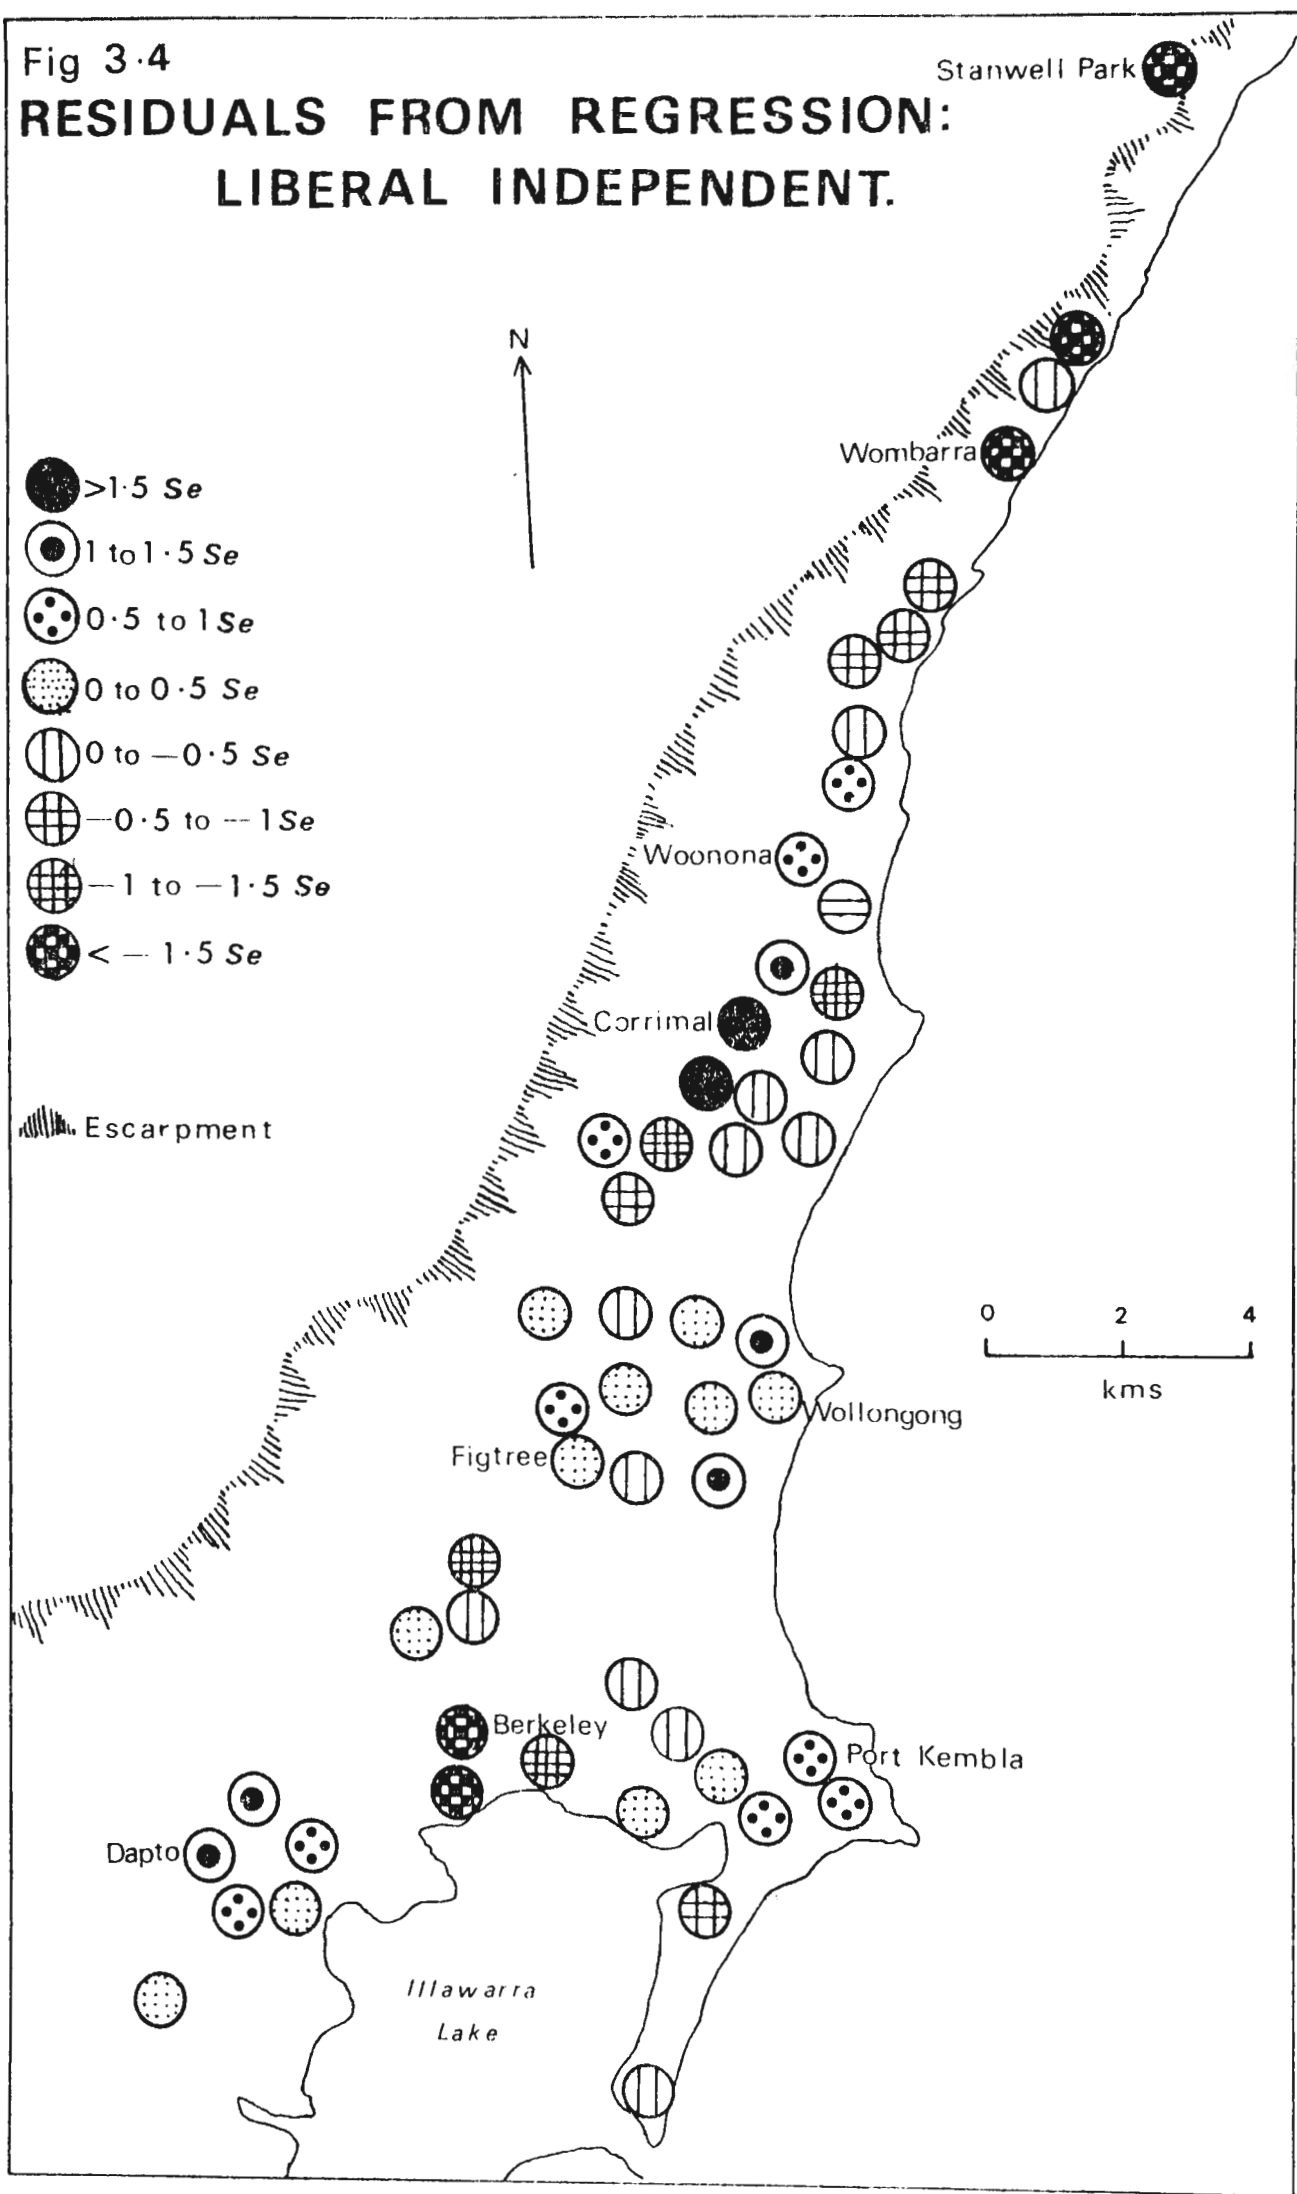 Fig 3·4
RESIDUALS FROM REGRESSION:
LIBERAL INDEPENDENT.
Stanwell Park
N
Wombarra
>1·5 Se
1 to 1·5 Se
0·5 to 1 Se
0 to 0·5 Se
0 to —0·5 Se
—0·5 to —1 Se
—1 to —1·5 Se
< — 1·5 Se
Woonona
Corrimal
Escarpment
0 2 4
kms
Wollongong
Figtree
Berkeley
Port Kembla
Dapto
Illawarra
Lake